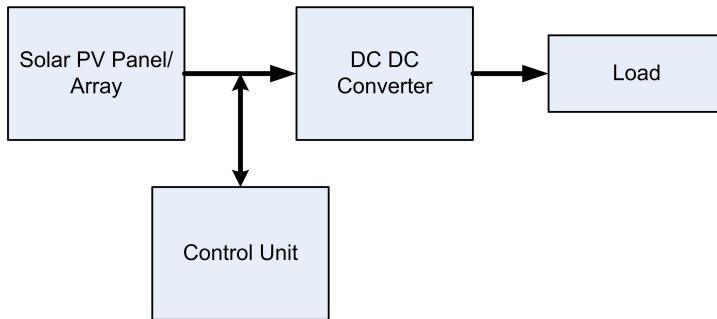 Solar PV Panel/
Array
DC DC
Converter
Load
Control Unit